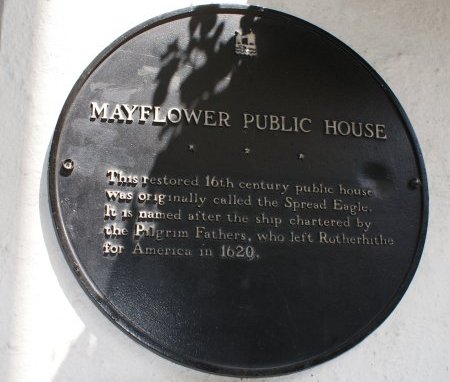 MAYFLOWER PUBLIC HOUSE
This restored 16th century public house
was originally called the Spread Eagle.
It is named after the ship chartered by
the Pilgrim Fathers, who left Rotherhithe
for America in 1620.